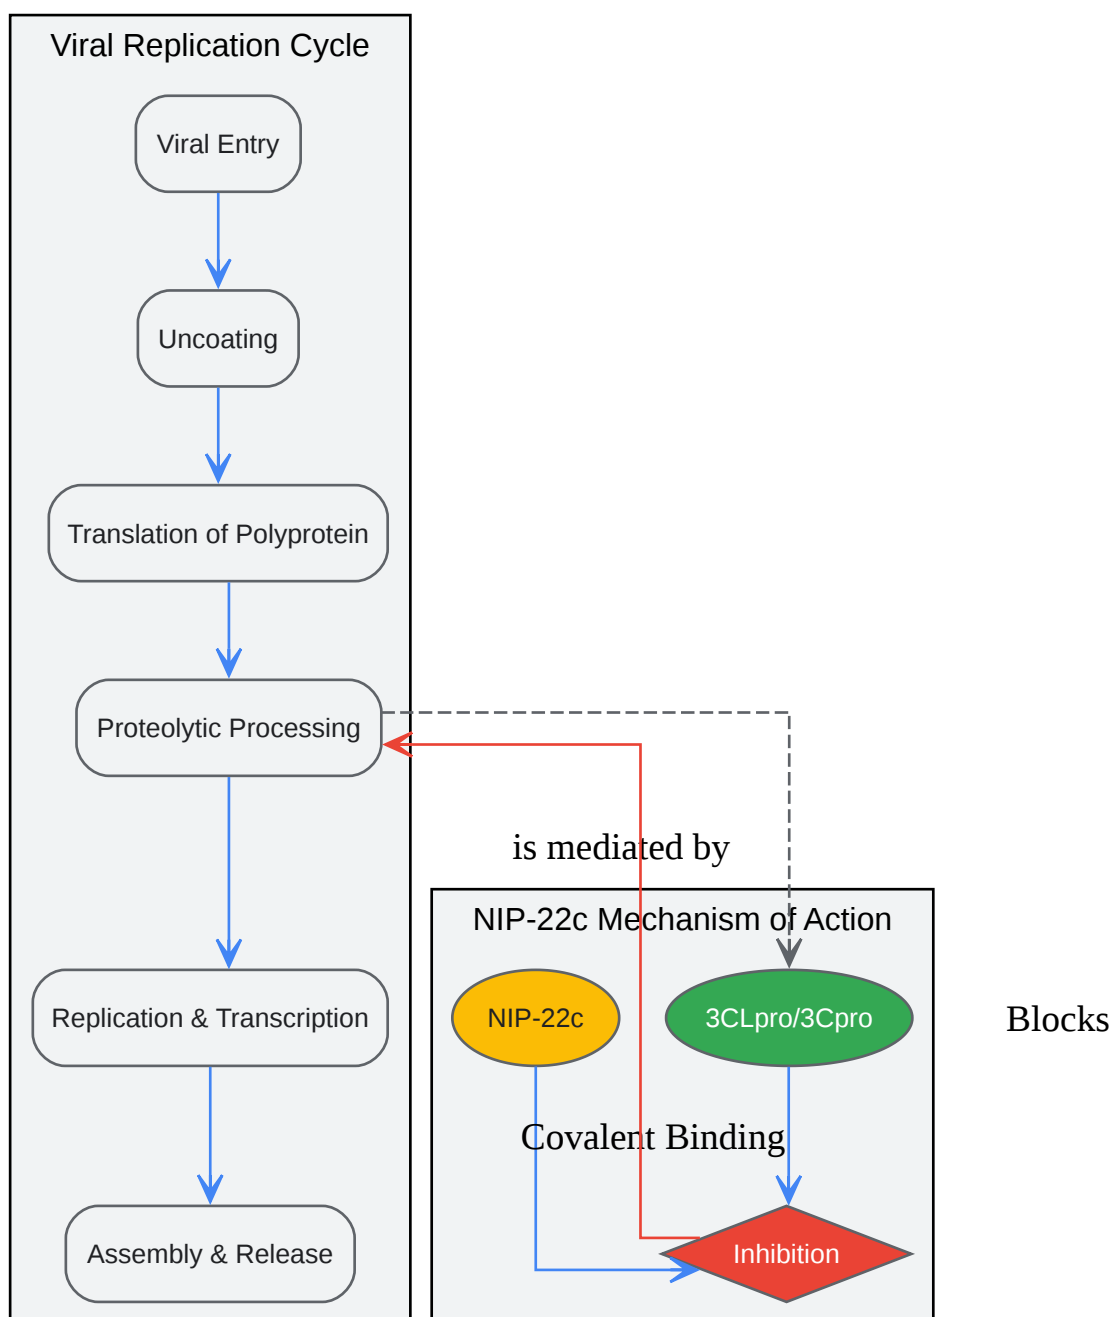 Viral Replication Cycle
Viral Entry
Uncoating
Translation of Polyprotein
Proteolytic Processing
is mediated by
NIP-22c Mechanism of Action
Replication & Transcription
NIP-22c
3CLpro/3Cpro
Blocks
Covalent Binding
Assembly & Release
Inhibition